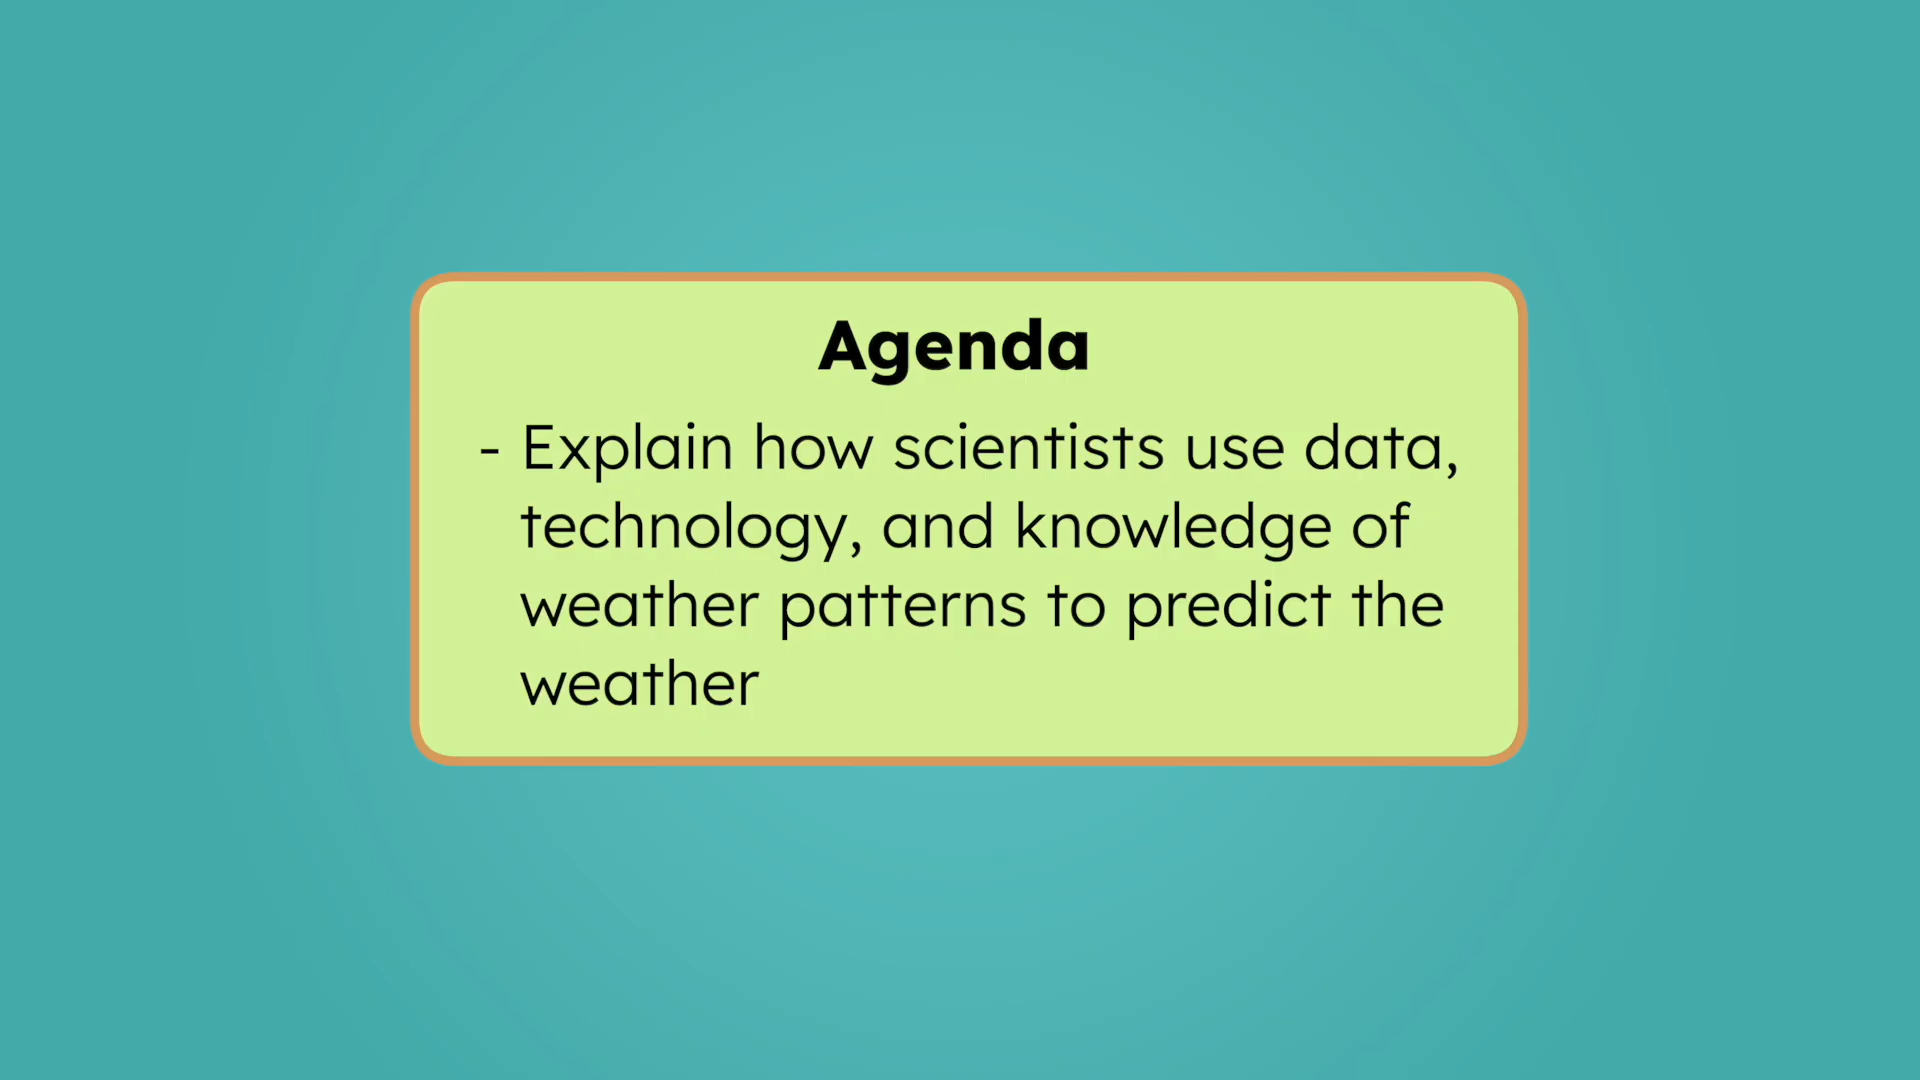 Agenda
- Explain how scientists use data,
technology, and knowledge of
weather patterns to predict the
weather